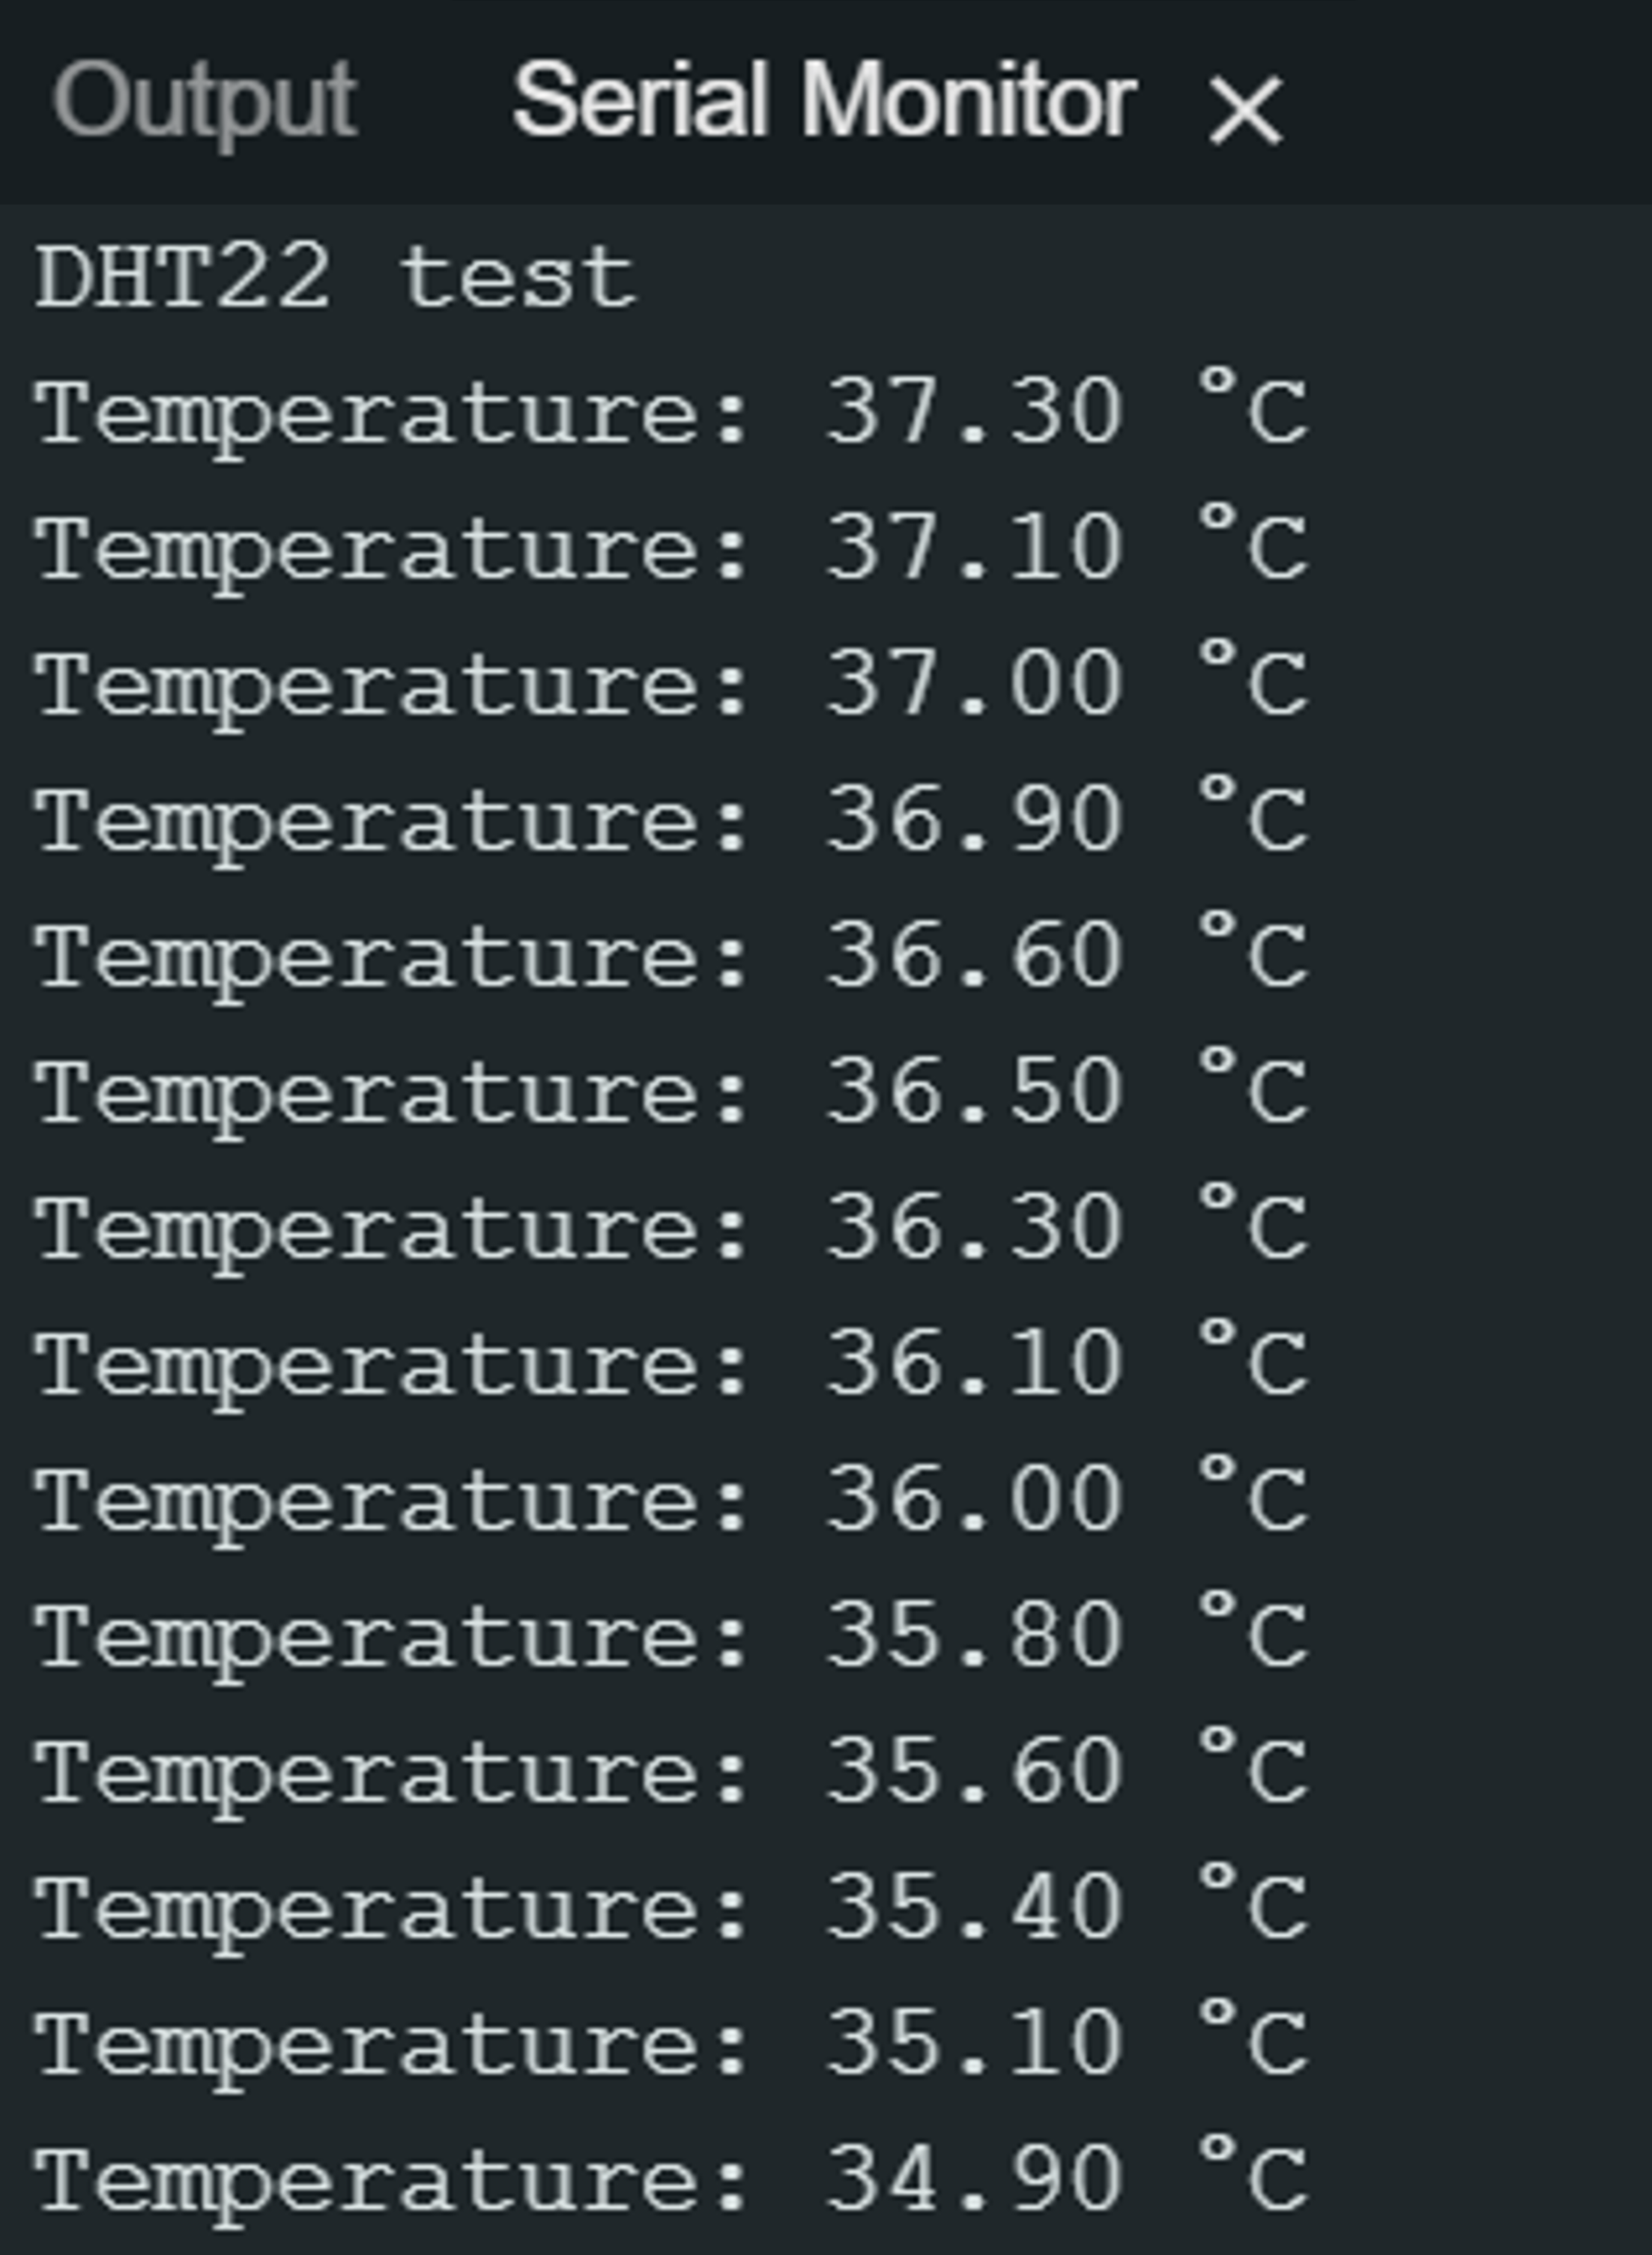 Output Serial Monitor ×
DHT22 test
Temperature: 37.30 °C
Temperature: 37.10 °C
Temperature: 37.00 °C
Temperature: 36.90 °C
Temperature: 36.60 °C
Temperature: 36.50 °C
Temperature: 36.30 °C
Temperature: 36.10 °C
Temperature: 36.00 °C
Temperature: 35.80 °C
Temperature: 35.60 °C
Temperature: 35.40 °C
Temperature: 35.10 °C
Temperature: 34.90 °C